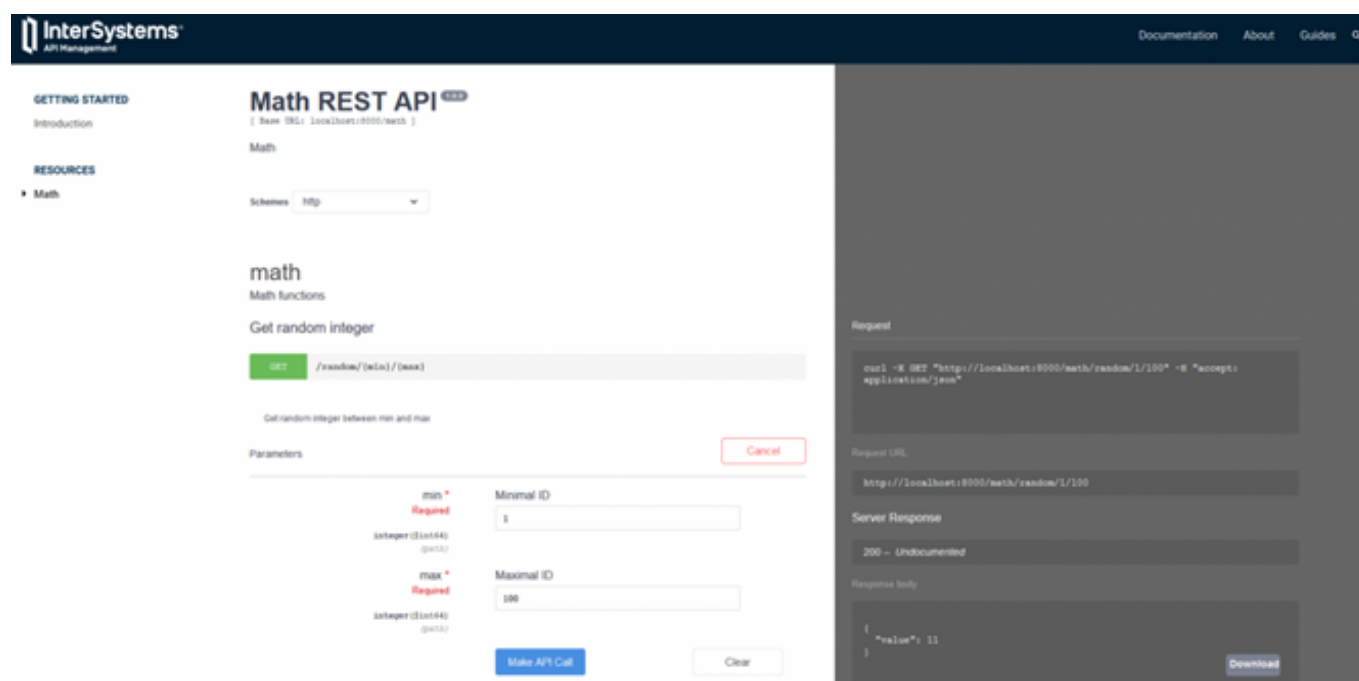 InterSystems
API Management
Documentation About Guides
GETTING STARTED
Introduction
RESOURCES
Math
Math REST API
[ Base URL: localhost:8000/math ]
Math
Schemes http
math
Math functions
Get random integer
GET /random/{min}/{max}
Get random integer between min and max
Parameters Cancel
min * Minimal ID
Required
1
integer($int64)
(path)
max * Maximal ID
Required
100
integer($int64)
(path)
Make API Call Clear
Request
curl -X GET "http://localhost:8000/math/random/1/100" -H "accept:
application/json"
Request URL
http://localhost:8000/math/random/1/100
Server Response
200 – Undocumented
Response body
{
"value": 11
}
Download